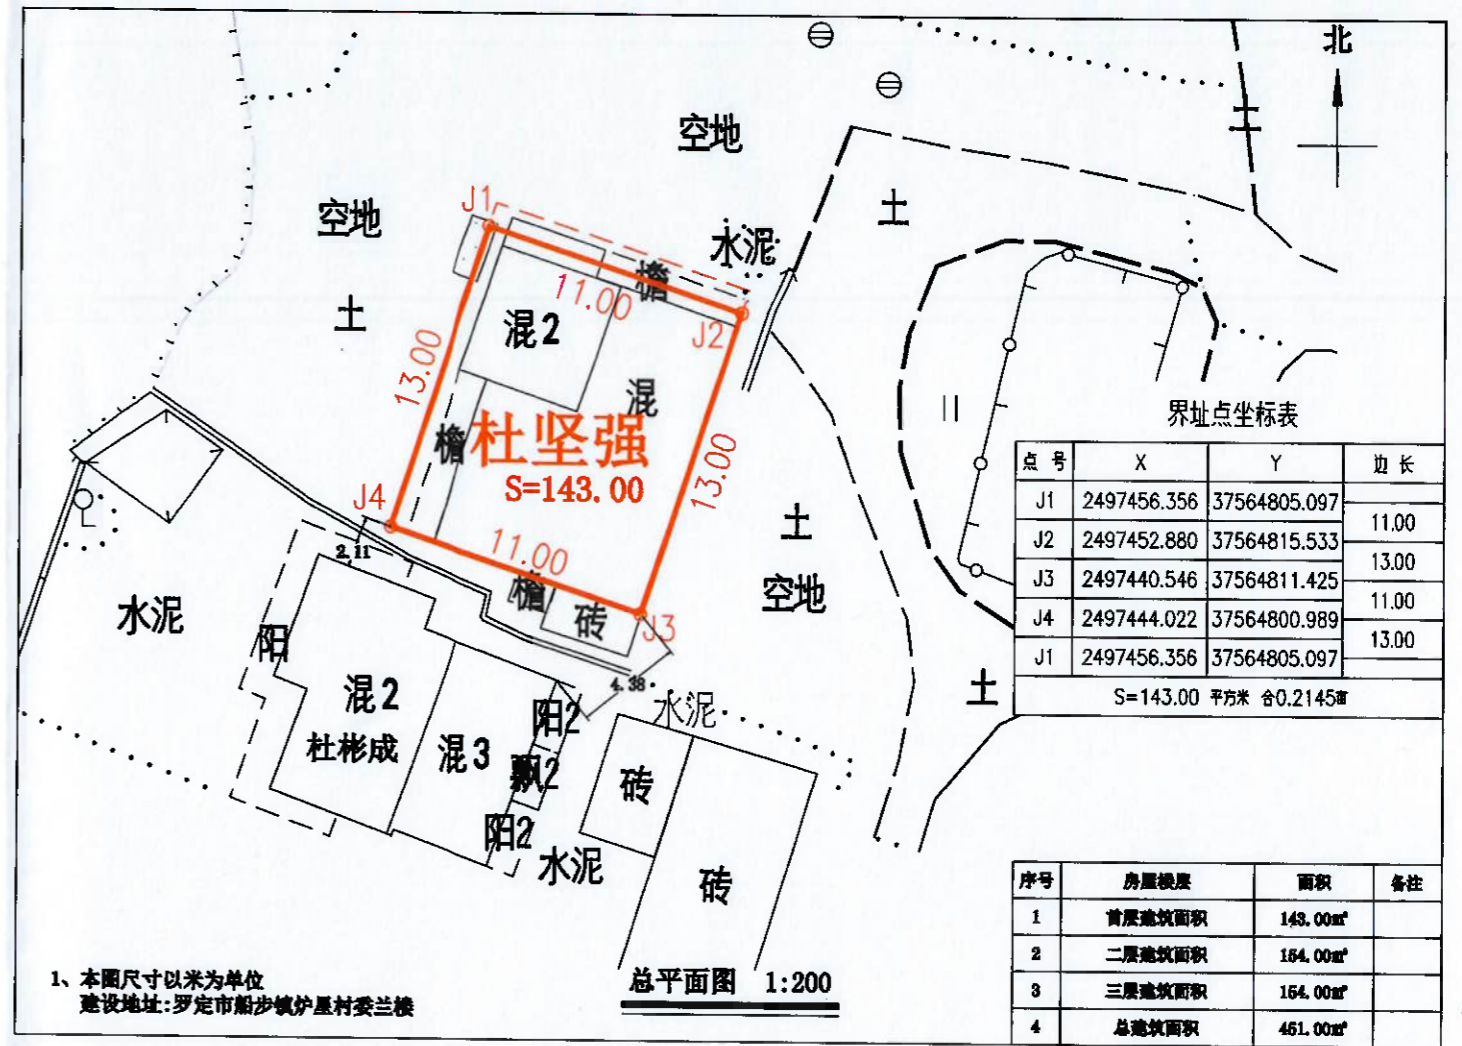 北
空地
空地
土
土
J1
水泥
檐
11.00
J2
混2
土
13.00
混
檐
杜坚强
S=143.00
13.00
J4
2.11
11.00
土
空地
檐
砖
J3
水泥
阳
4.38
水泥
混2
杜彬成
混3
阳2
飘2
阳2
水泥
砖
砖
土
界址点坐标表
点号 X Y 边长
J1 2497456.356 37564805.097
11.00
J2 2497452.880 37564815.533
13.00
J3 2497440.546 37564811.425
11.00
J4 2497444.022 37564800.989
13.00
J1 2497456.356 37564805.097
S=143.00 平方米 合0.2145亩
序号 房屋楼层 面积 备注
1 首层建筑面积 143.00㎡
2 二层建筑面积 154.00㎡
3 三层建筑面积 154.00㎡
4 总建筑面积 451.00㎡
1、本图尺寸以米为单位
建设地址:罗定市船步镇炉屋村委兰楼
总平面图 1:200